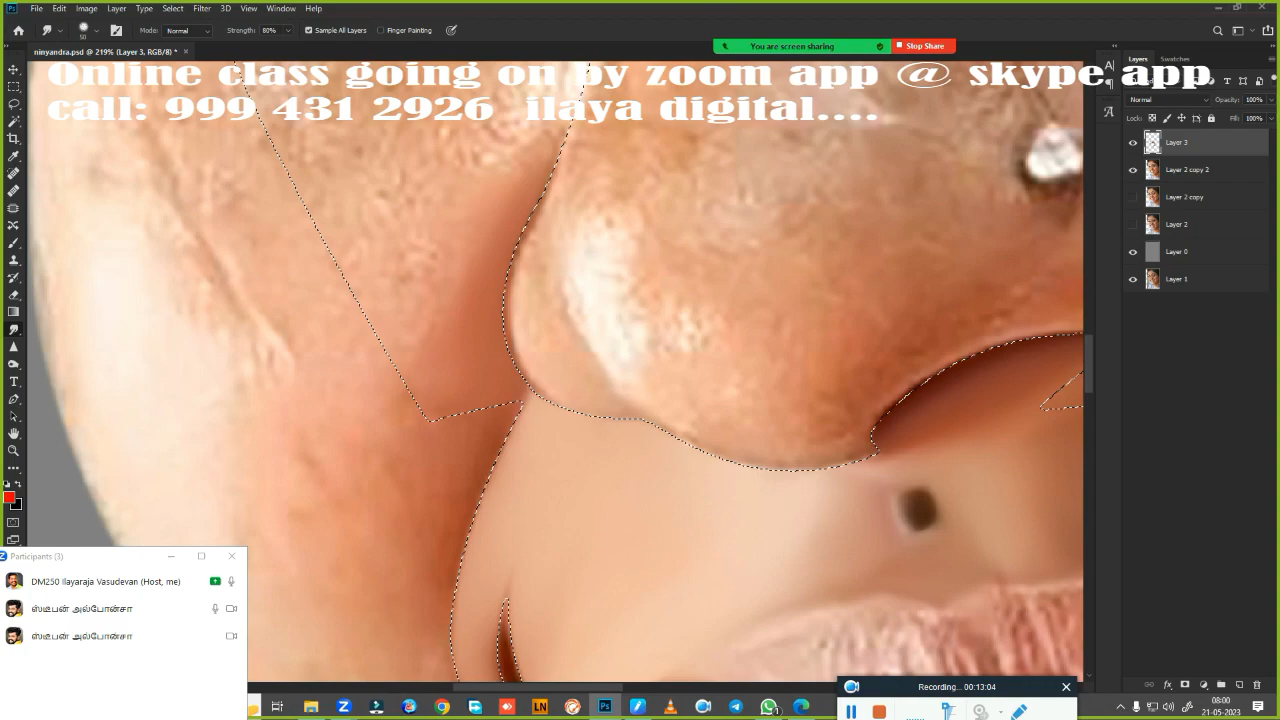 File Edit Image Layer Type Select Filter 3D View Window Help
50 Mode: Normal Strength: 80% Sample All Layers Finger Painting
ninyandra.psd @ 219% (Layer 3, RGB/8) *
You are screen sharing Stop Share
Online class going on by zoom app @ skype app
call: 999 431 2926 ilaya digital....
Layers Swatches
Normal Opacity: 100%
Lock: Fill: 100%
Layer 3
Layer 2 copy 2
Layer 2 copy
Layer 2
Layer 0
Layer 1
Participants (3)
DM250 Ilayaraja Vasudevan (Host, me)
ஸ்டீபன் அல்போன்சா
ஸ்டீபன் அல்போன்சா
Recording... 00:13:04
08:00
21-05-2023